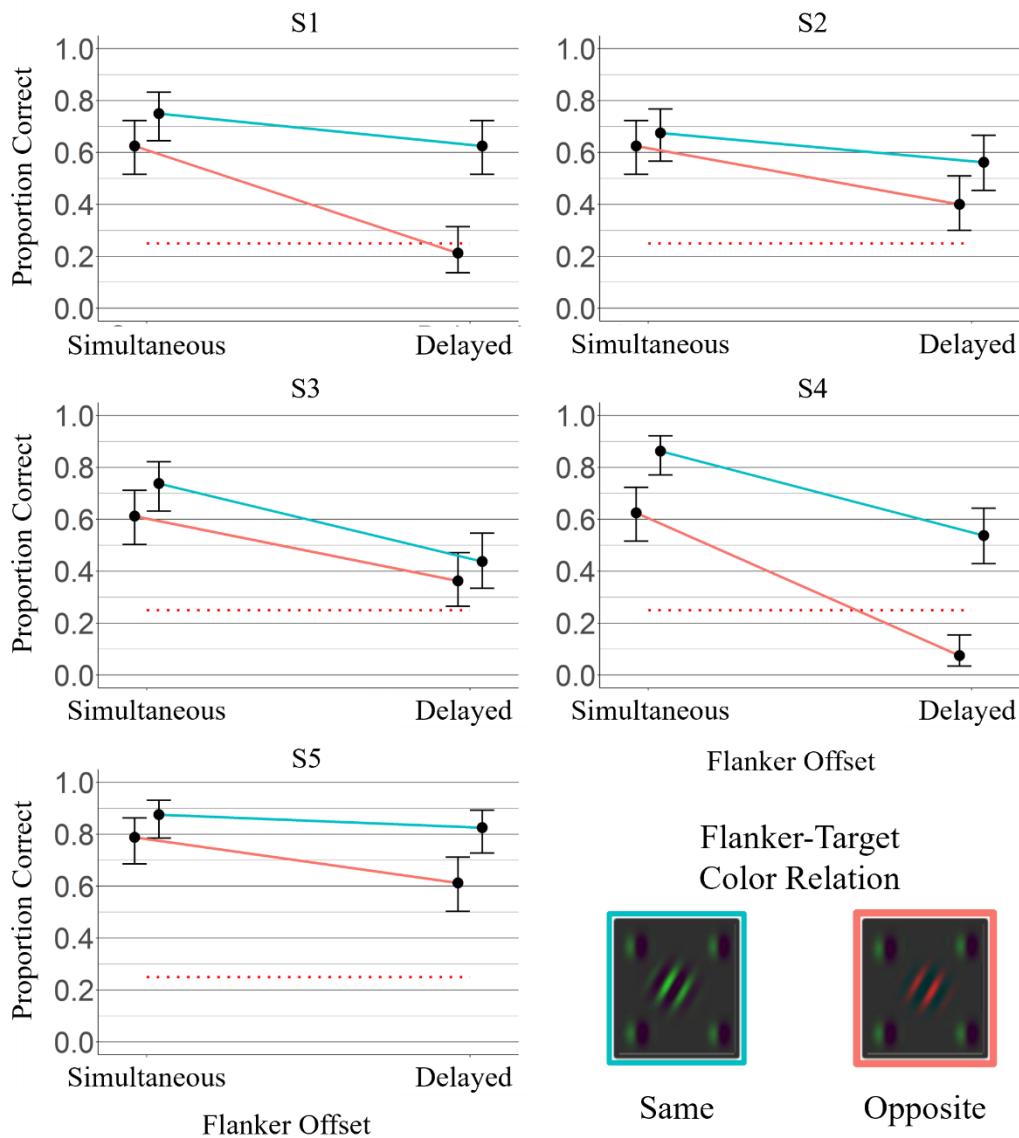 S1
Proportion Correct
1.0
0.8
0.6
0.4
0.2
0.0
Simultaneous
Delayed
S2
1.0
0.8
0.6
0.4
0.2
0.0
Simultaneous
Delayed
S3
Proportion Correct
1.0
0.8
0.6
0.4
0.2
0.0
Simultaneous
Delayed
S4
1.0
0.8
0.6
0.4
0.2
0.0
Simultaneous
Delayed
Flanker Offset
S5
Proportion Correct
1.0
0.8
0.6
0.4
0.2
0.0
Simultaneous
Delayed
Flanker Offset
Flanker-Target
Color Relation
Same
Opposite